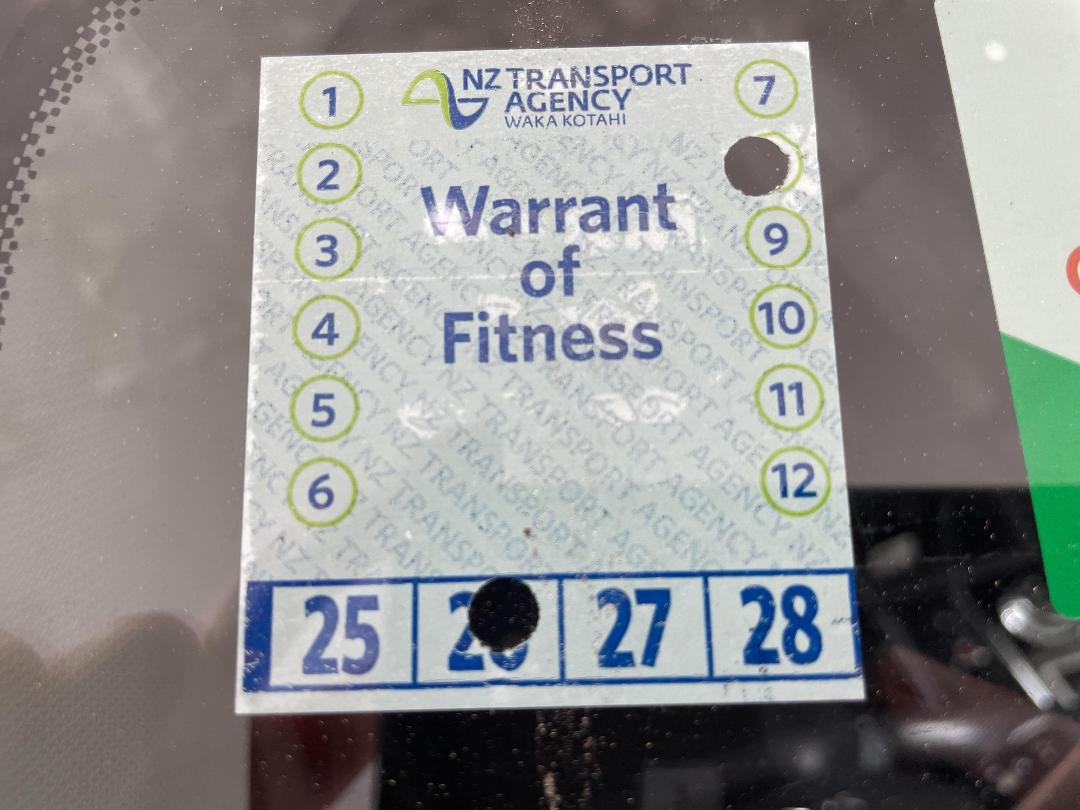 NZ TRANSPORT
AGENCY
WAKA KOTAHI
Warrant
of
Fitness
1
2
3
4
5
6
7
9
10
11
12
25
27
28